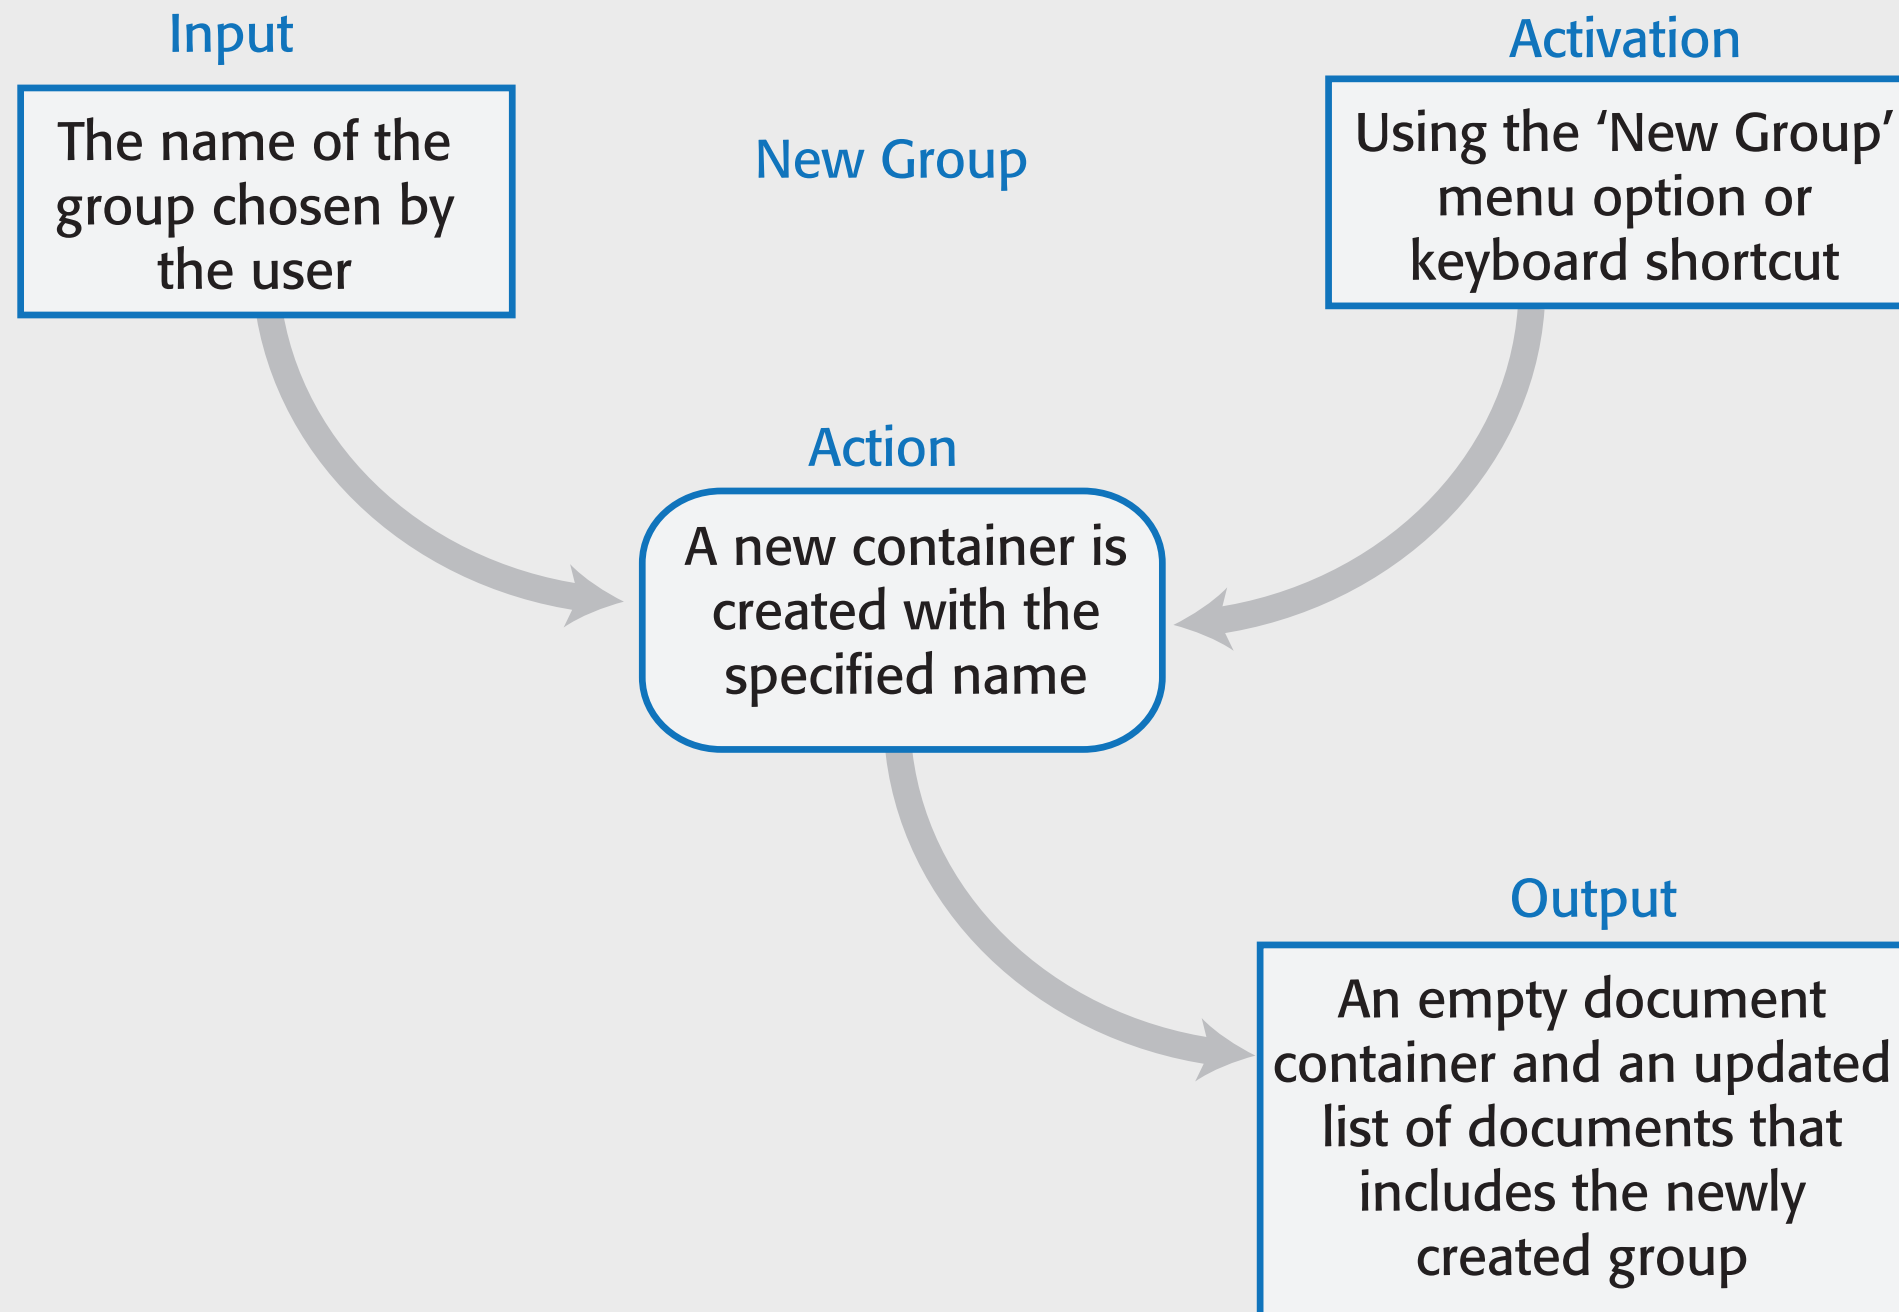 Input
The name of the
group chosen by
the user
New Group
Activation
Using the ‘New Group’
menu option or
keyboard shortcut
Action
A new container is
created with the
specified name
Output
An empty document
container and an updated
list of documents that
includes the newly
created group